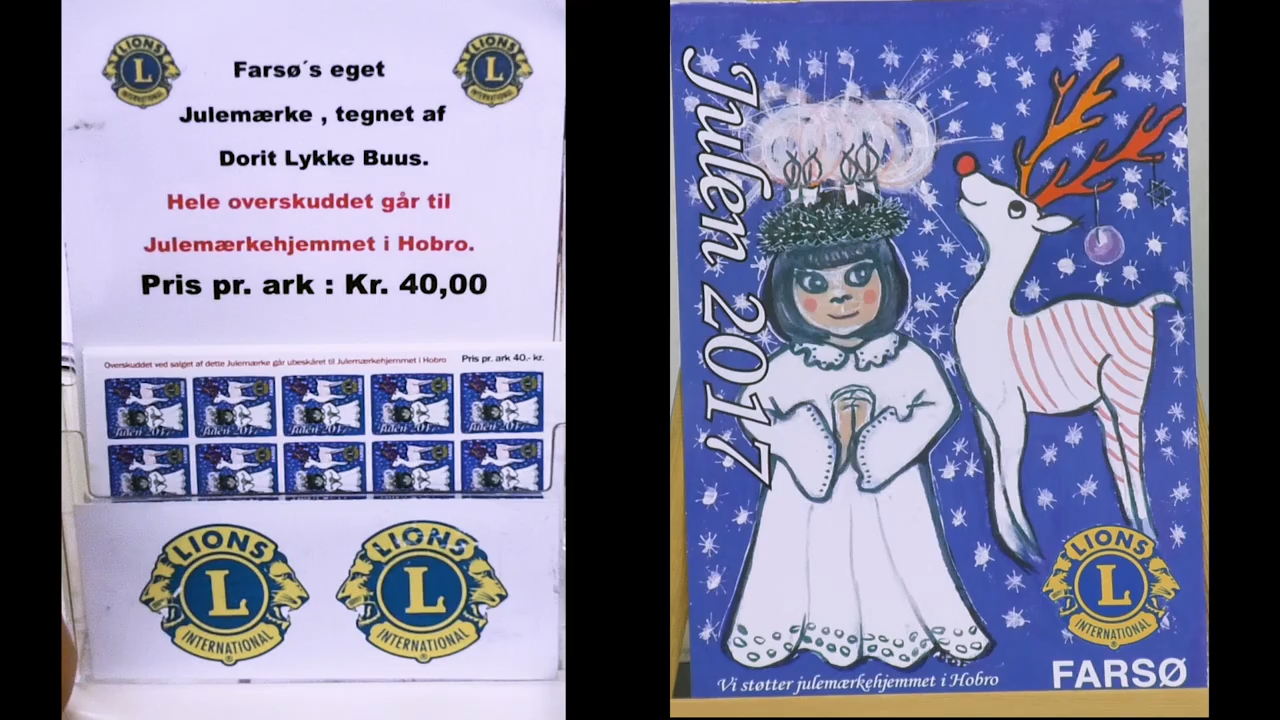 LIONS
L
INTERNATIONAL
LIONS
L
INTERNATIONAL
Farsø´s eget
Julemærke , tegnet af
Dorit Lykke Buus.
Hele overskuddet går til
Julemærkehjemmet i Hobro.
Pris pr. ark : Kr. 40,00
Overskuddet ved salget af dette Julemærke går ubeskåret til Julemærkehjemmet i Hobro Pris pr. ark 40.- kr.
LIONS
L
INTERNATIONAL
LIONS
L
INTERNATIONAL
Julen 2017
LIONS
L
INTERNATIONAL
FARSØ
Vi støtter julemærkehjemmet i Hobro